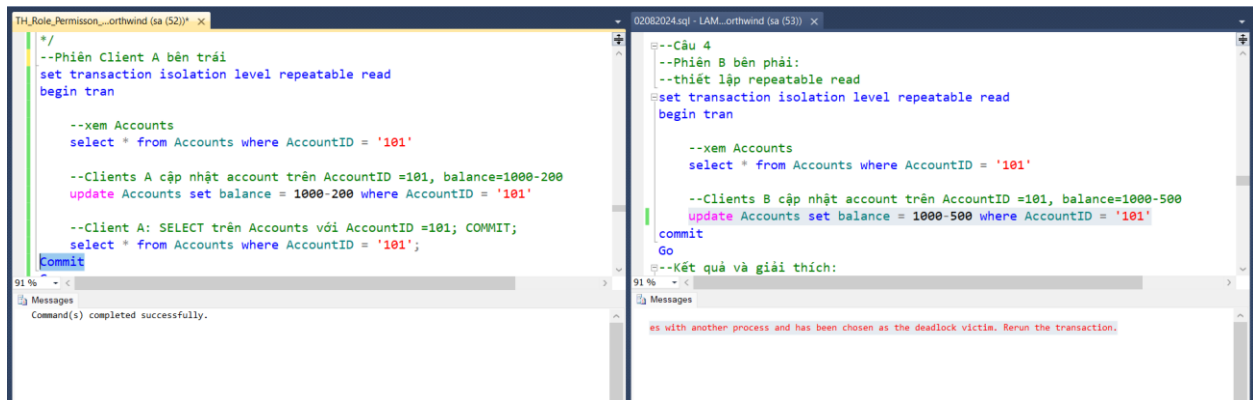 TH_Role_Permisson_...orthwind (sa (52))*
*/
--Phiên Client A bên trái
set transaction isolation level repeatable read
begin tran
--xem Accounts
select * from Accounts where AccountID = '101'
--Clients A cập nhật account trên AccountID =101, balance=1000-200
update Accounts set balance = 1000-200 where AccountID = '101'
--Client A: SELECT trên Accounts với AccountID =101; COMMIT;
select * from Accounts where AccountID = '101';
Commit
91 %
Messages
Command(s) completed successfully.
02082024.sql - LAM...orthwind (sa (53))
--Câu 4
--Phiên B bên phải:
--thiết lập repeatable read
set transaction isolation level repeatable read
begin tran
--xem Accounts
select * from Accounts where AccountID = '101'
--Clients B cập nhật account trên AccountID =101, balance=1000-500
update Accounts set balance = 1000-500 where AccountID = '101'
commit
Go
--Kết quả và giải thích:
91 %
Messages
es with another process and has been chosen as the deadlock victim. Rerun the transaction.